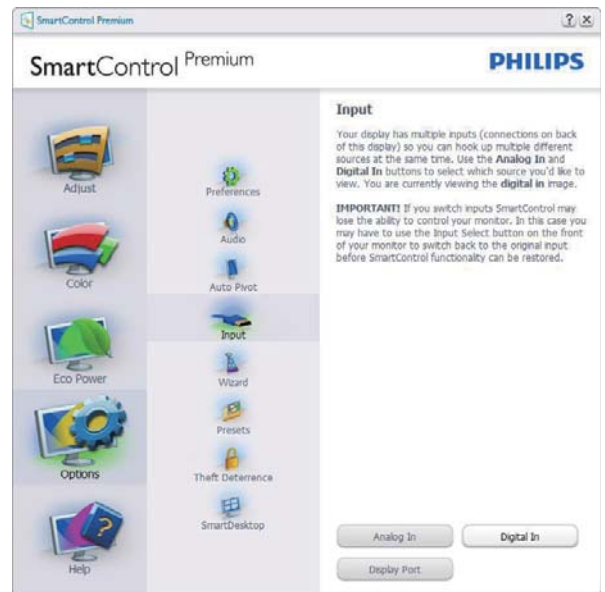 SmartControl Premium
? x
SmartControl Premium
PHILIPS
Adjust
Color
Eco Power
Options
Help
Preferences
Audio
Auto Pivot
Input
Wizard
Presets
Theft Deterrence
SmartDesktop
Input
Your display has multiple inputs (connections on back
of this display) so you can hook up multiple different
sources at the same time. Use the Analog In and
Digital In buttons to select which source you'd like to
view. You are currently viewing the digital in image.
IMPORTANT! If you switch inputs SmartControl may
lose the ability to control your monitor. In this case you
may have to use the Input Select button on the front
of your monitor to switch back to the original input
before SmartControl functionality can be restored.
Analog In
Digital In
Display Port